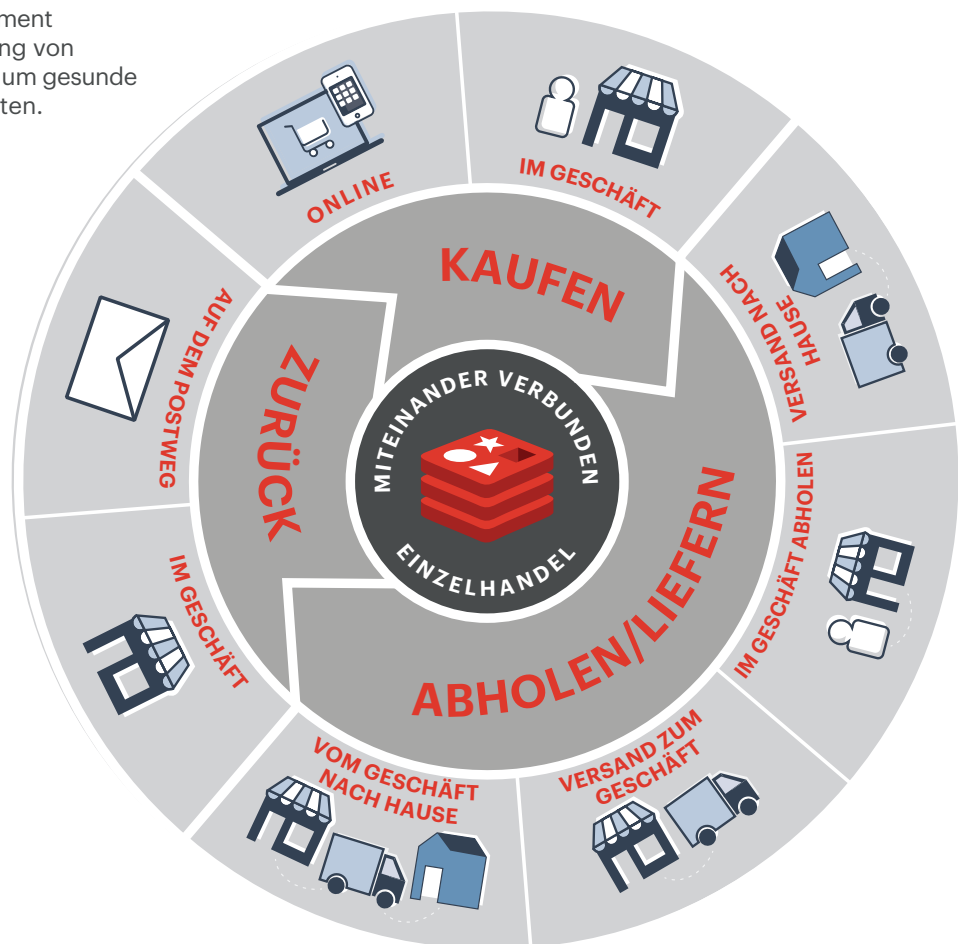 ment
ng von
um gesunde
ten.
ONLINE
IM GESCHÄFT
KAUFEN
VERSAND NACH
HAUSE
IM GESCHÄFT ABHOLEN
VERSAND ZUM
GESCHÄFT
VOM GESCHÄFT
NACH HAUSE
ABHOLEN/LIEFERN
IM GESCHÄFT
AUF DEM POSTWEG
ZURÜCK
MITEINANDER VERBUNDEN
EINZELHANDEL